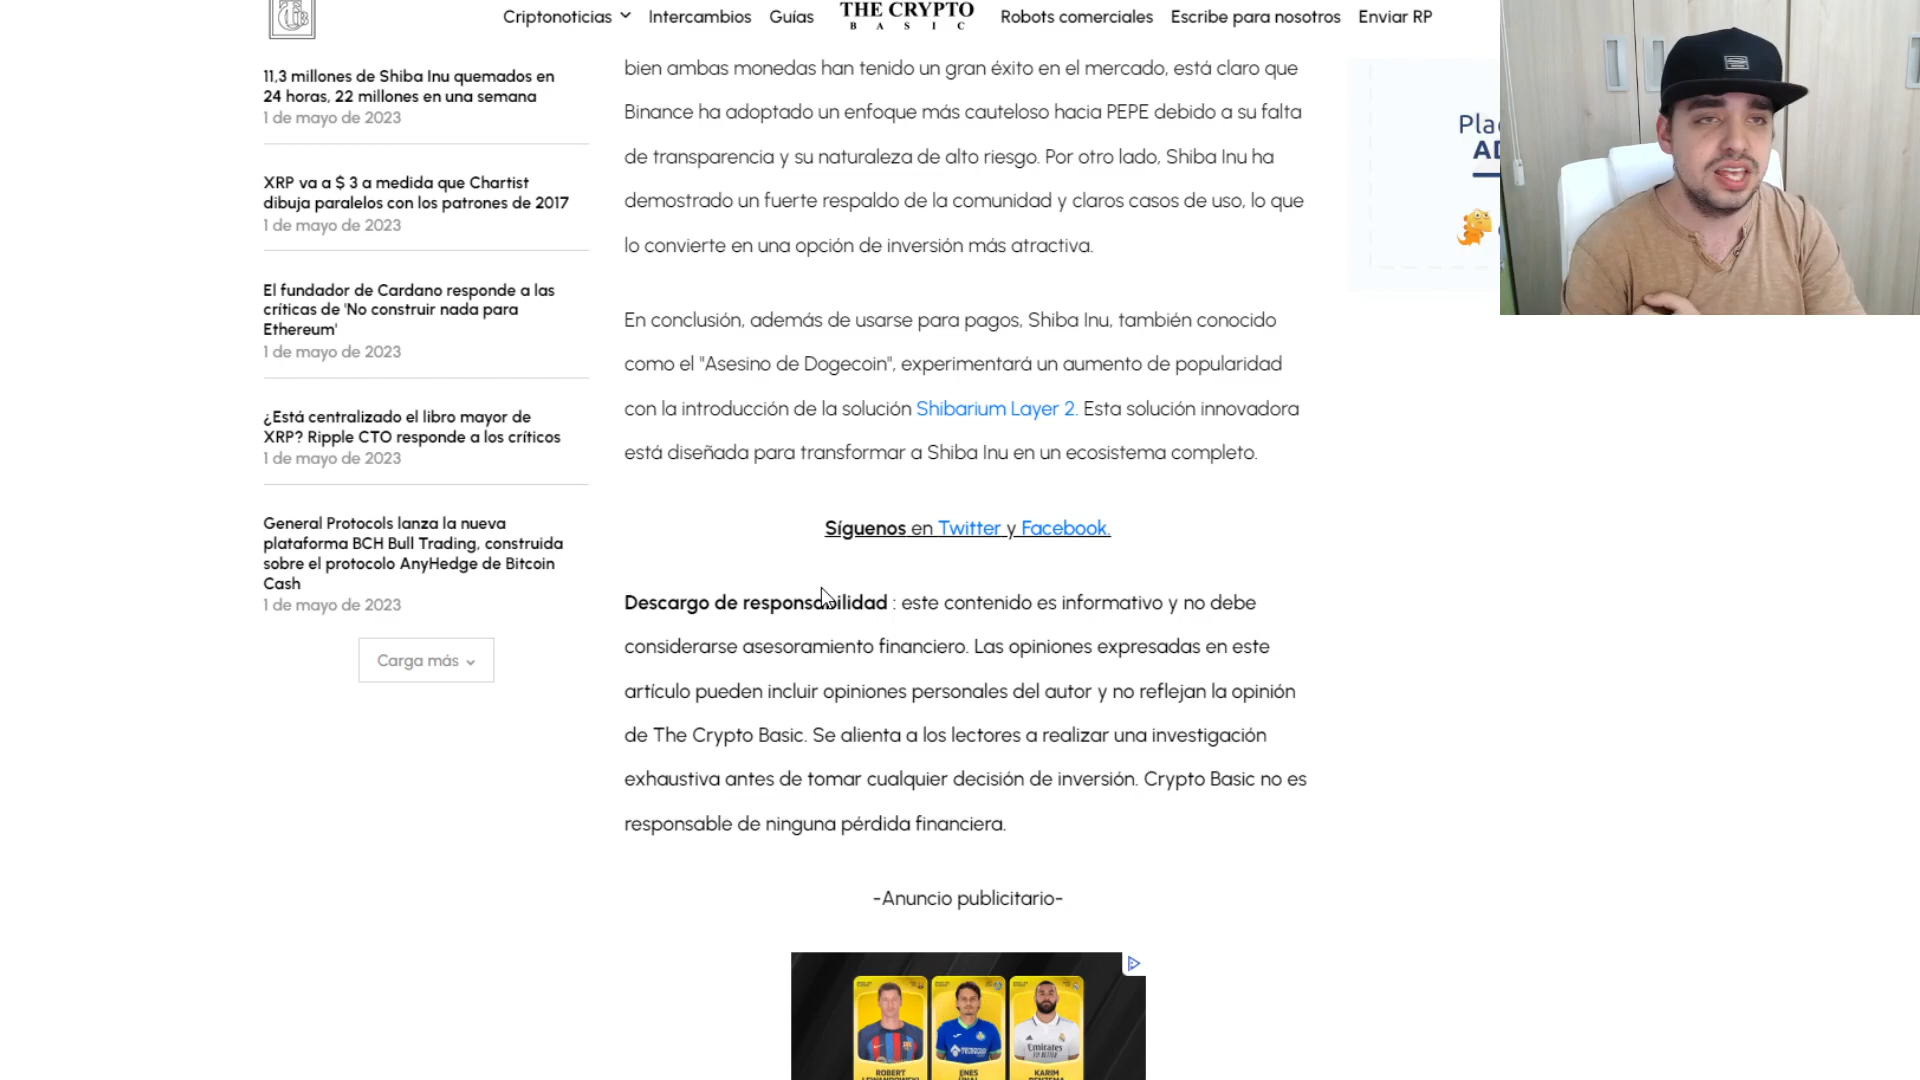 Criptonoticias
Intercambios
Guías
THE CRYPTO
B A S I C
Robots comerciales
Escribe para nosotros
Enviar RP
11,3 millones de Shiba Inu quemados en
24 horas, 22 millones en una semana
1 de mayo de 2023
XRP va a $ 3 a medida que Chartist
dibuja paralelos con los patrones de 2017
1 de mayo de 2023
El fundador de Cardano responde a las
críticas de 'No construir nada para
Ethereum'
1 de mayo de 2023
¿Está centralizado el libro mayor de
XRP? Ripple CTO responde a los críticos
1 de mayo de 2023
General Protocols lanza la nueva
plataforma BCH Bull Trading, construida
sobre el protocolo AnyHedge de Bitcoin
Cash
1 de mayo de 2023
Carga más
bien ambas monedas han tenido un gran éxito en el mercado, está claro que
Binance ha adoptado un enfoque más cauteloso hacia PEPE debido a su falta
de transparencia y su naturaleza de alto riesgo. Por otro lado, Shiba Inu ha
demostrado un fuerte respaldo de la comunidad y claros casos de uso, lo que
lo convierte en una opción de inversión más atractiva.
En conclusión, además de usarse para pagos, Shiba Inu, también conocido
como el "Asesino de Dogecoin", experimentará un aumento de popularidad
con la introducción de la solución Shibarium Layer 2. Esta solución innovadora
está diseñada para transformar a Shiba Inu en un ecosistema completo.
Síguenos en Twitter y Facebook.
Descargo de responsabilidad : este contenido es informativo y no debe
considerarse asesoramiento financiero. Las opiniones expresadas en este
artículo pueden incluir opiniones personales del autor y no reflejan la opinión
de The Crypto Basic. Se alienta a los lectores a realizar una investigación
exhaustiva antes de tomar cualquier decisión de inversión. Crypto Basic no es
responsable de ninguna pérdida financiera.
-Anuncio publicitario-
ROBERT
ENES
KARIM
Emirates